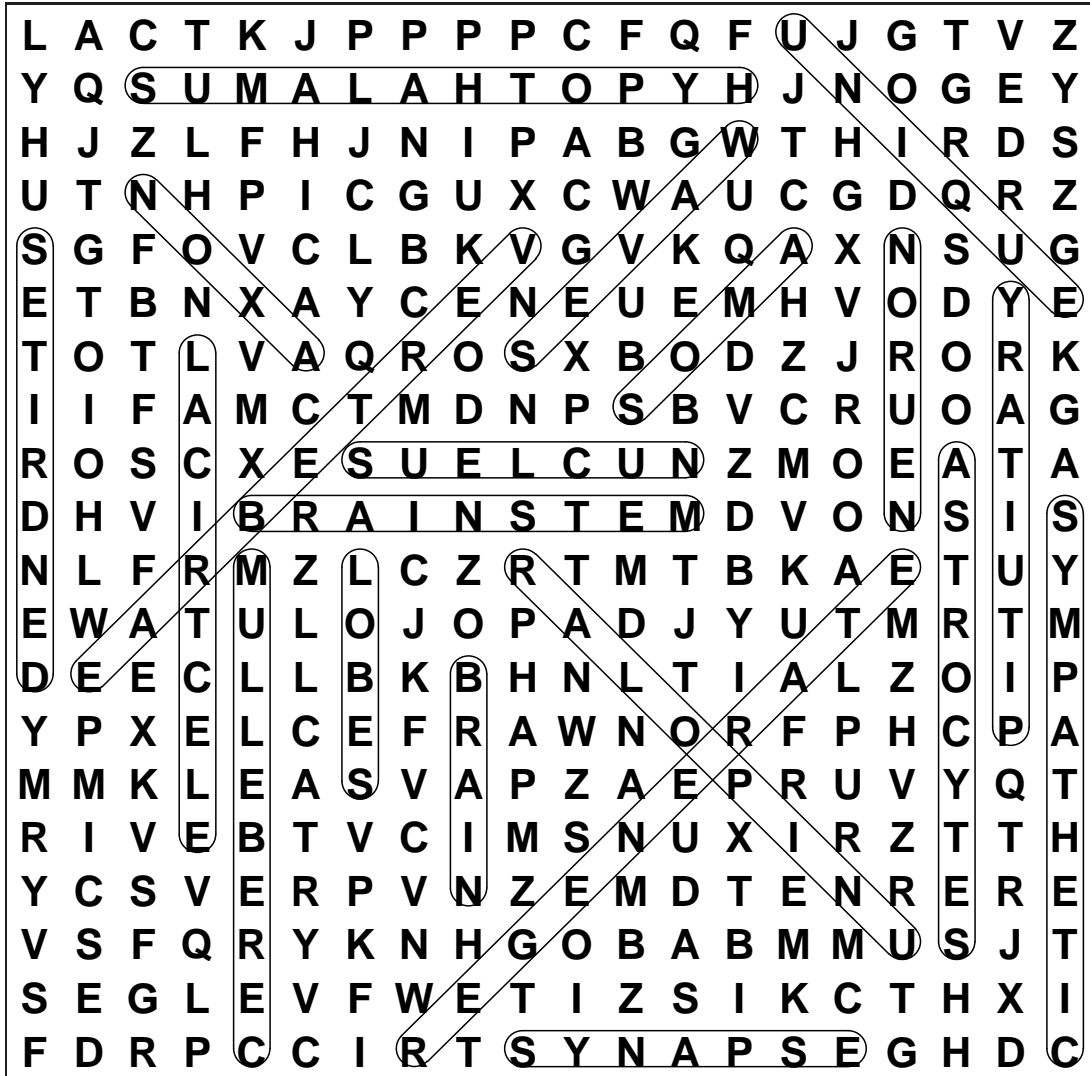 L A C T K J P P P P C F Q F U J G T V Z
Y Q S U M A L A H T O P Y H J N O G E Y
H J Z L F H J N I P A B G W T H I R D S
U T N H P I C G U X C W A U C G D Q R Z
S G F O V C L B K V G V K Q A X N S U G
E T B N X A Y C E N E U E M H V O D Y E
T O T L V A Q R O S X B O D Z J R O R K
I I F A M C T M D N P S B V C R U O A G
R O S C X E S U E L C U N Z M O E A T A
D H V I B R A I N S T E M D V O N S I S
N L F R M Z L C Z R T M T B K A E T U Y
E W A T U L O J O P A D J Y U T M R T M
D E E C L L B K B H N L T I A L Z O I P
Y P X E L C E F R A W N O R F P H C P A
M M K L E A S V A P Z A E P R U V Y Q T
R I V E B T V C I M S N U X I R Z T T H
Y C S V E R P V N Z E M D T E N R E R E
V S F Q R Y K N H G O B A B M M U S J T
S E G L E V F W E T I Z S I K C T H X I
F D R P C C I R T S Y N A P S E G H D C